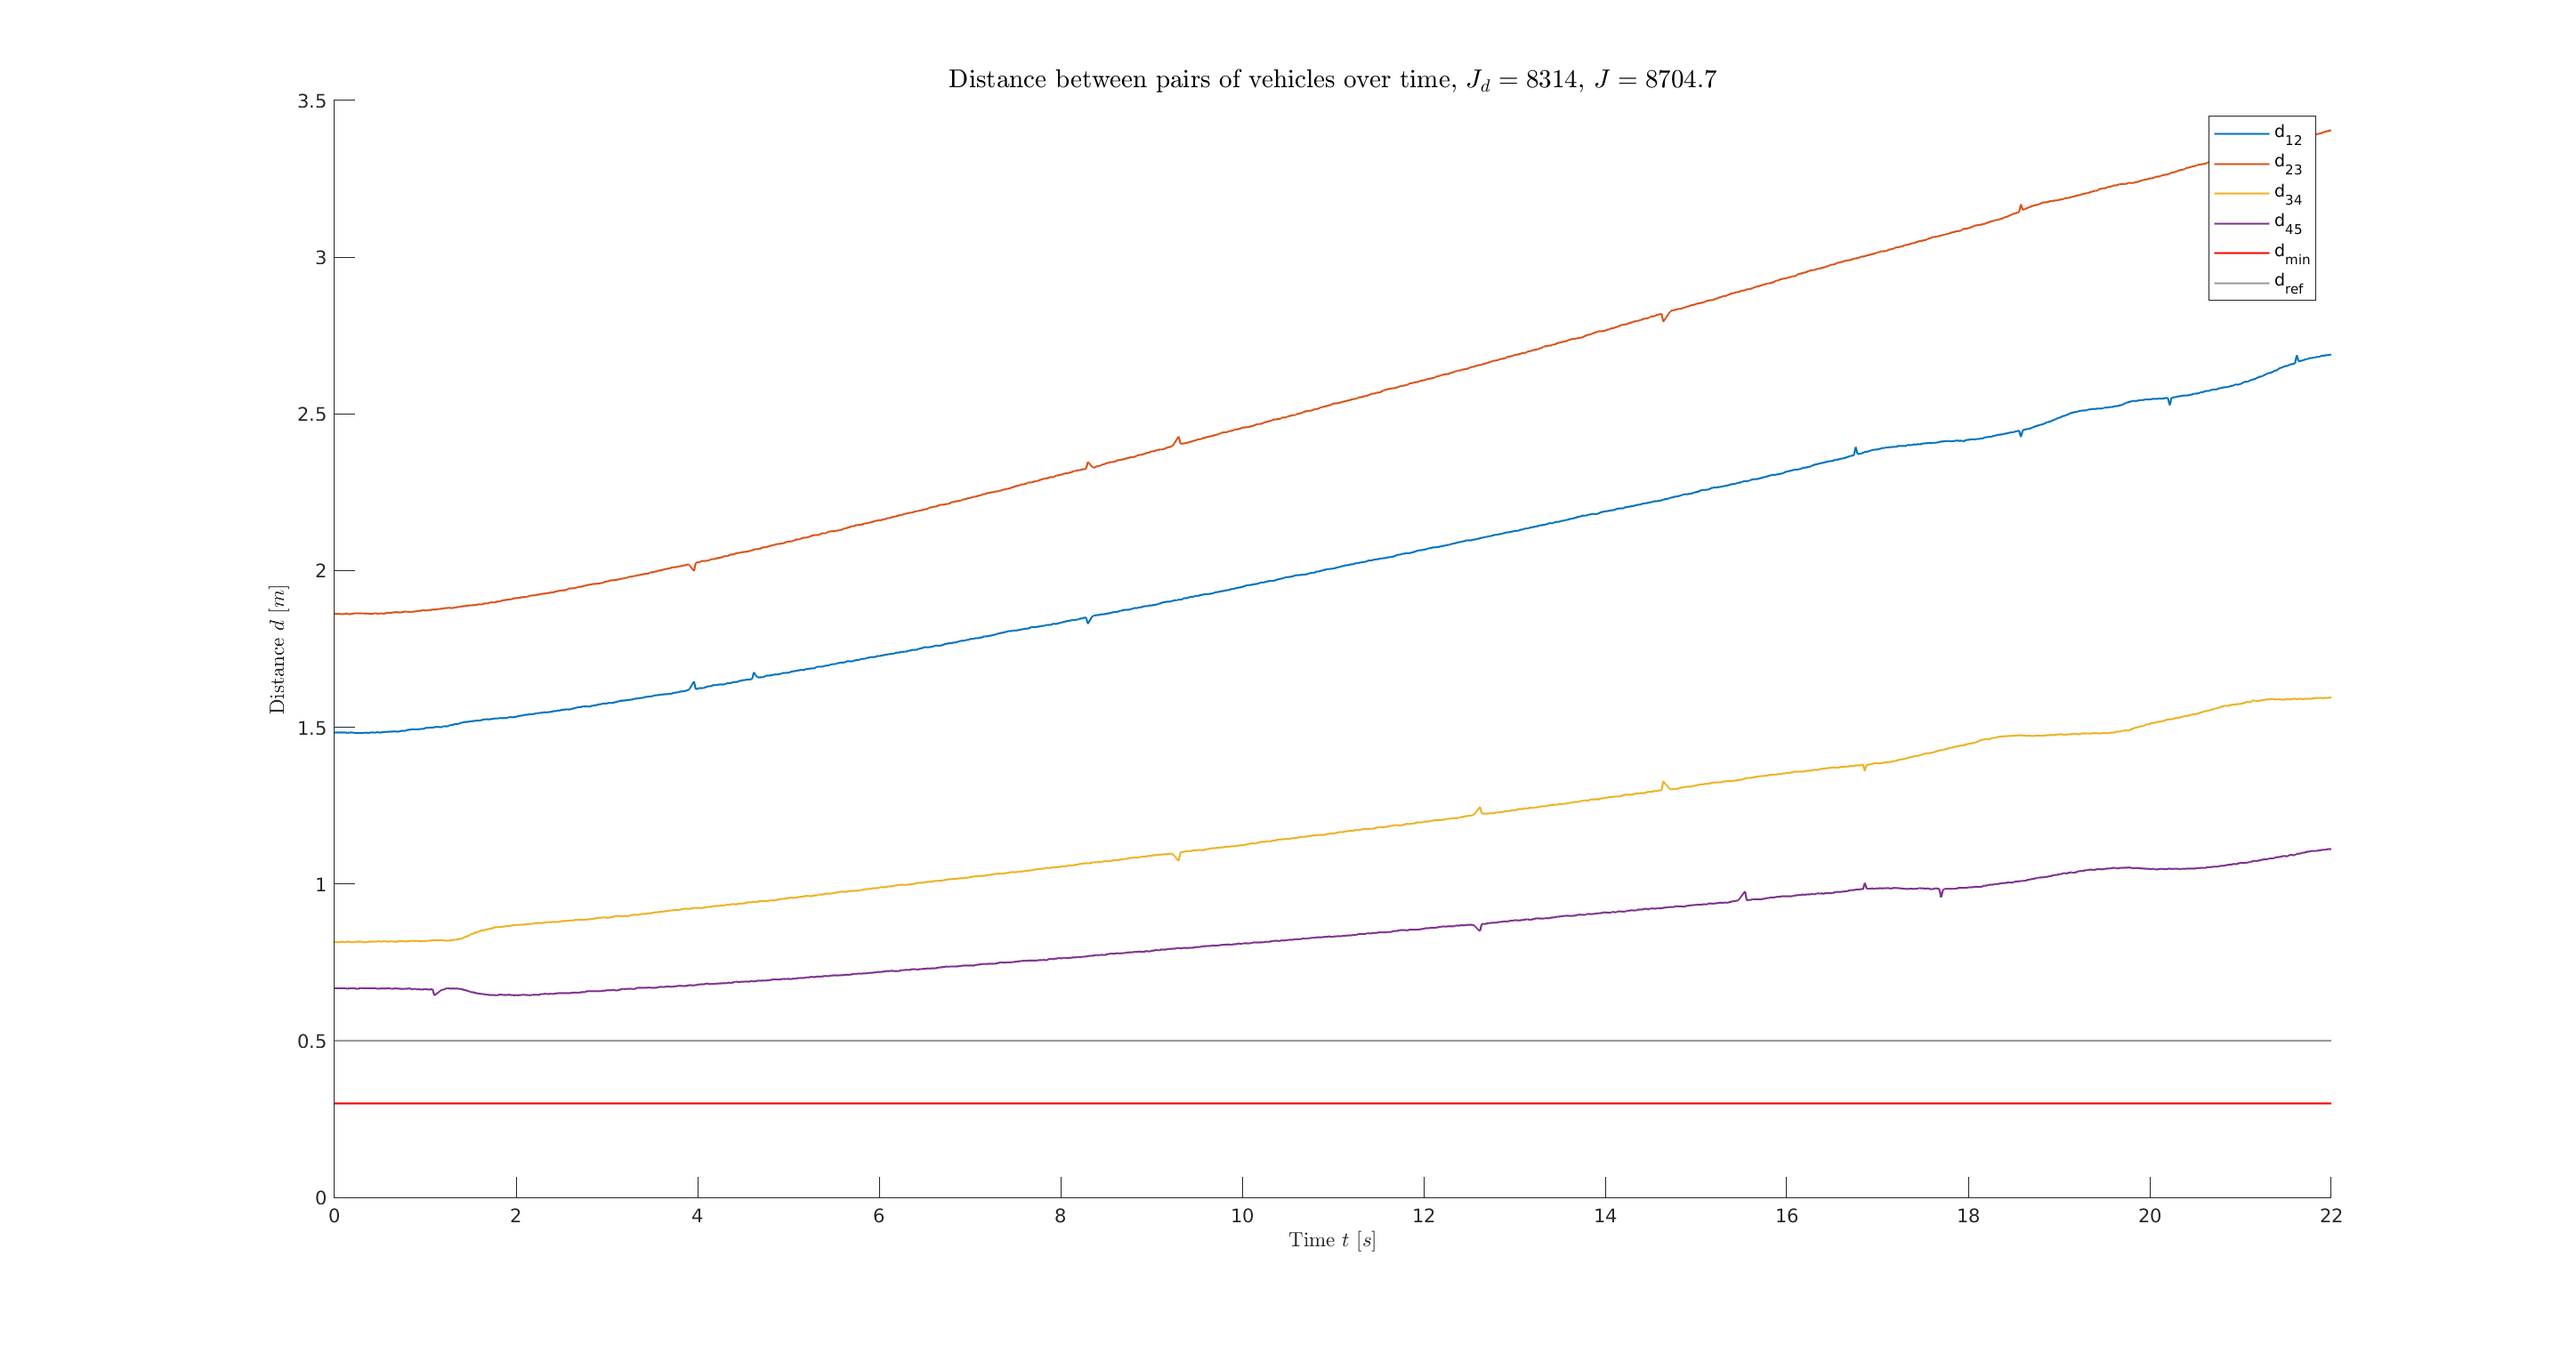 Distance between pairs of vehicles over time, J_d = 8314, J = 8704.7
3.5
3
2.5
2
1.5
1
0.5
0
Distance d [m]
d_12
d_23
d_34
d_45
d_min
d_ref
0 2 4 6 8 10 12 14 16 18 20 22
Time t [s]